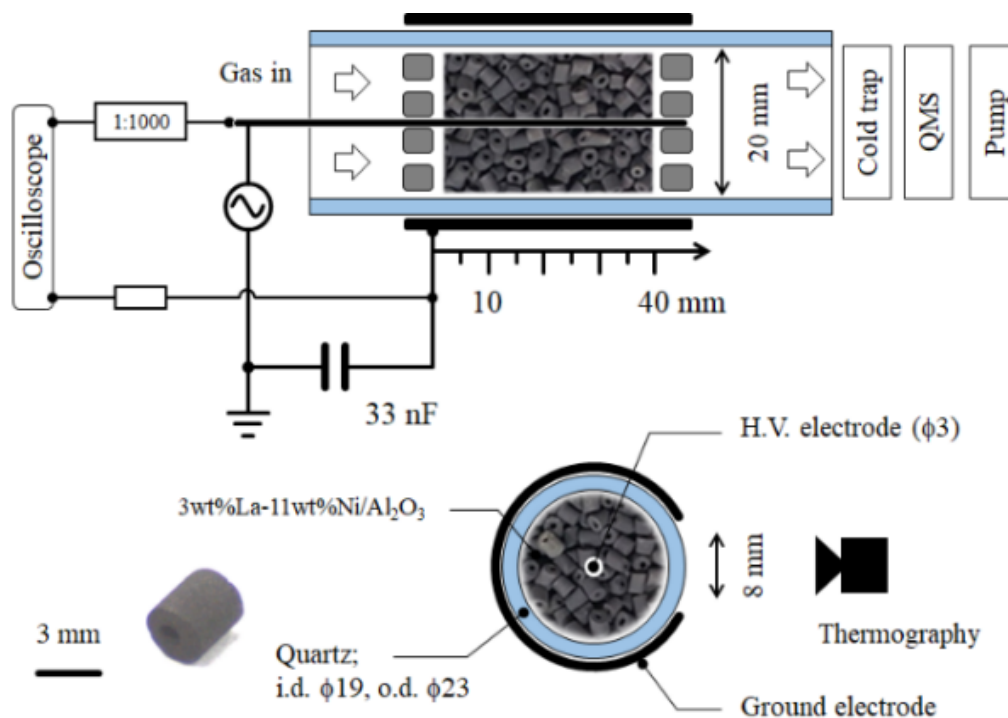 Gas in
1:1000
Oscilloscope
20 mm
Cold trap
QMS
Pump
10
40 mm
33 nF
H.V. electrode (ϕ3)
3wt%La-11wt%Ni/Al₂O₃
8 mm
3 mm
Thermography
Quartz;
i.d. ϕ19, o.d. ϕ23
Ground electrode